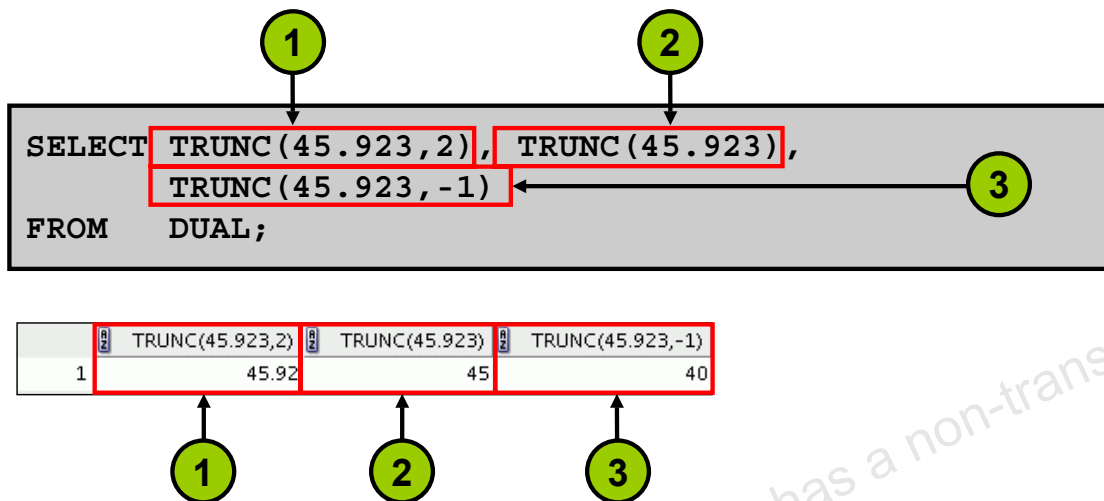 1 2
SELECT TRUNC(45.923,2), TRUNC(45.923),
TRUNC(45.923,-1) 3
FROM DUAL;
TRUNC(45.923,2) TRUNC(45.923) TRUNC(45.923,-1)
1 45.92 45 40
1 2 3
has a non-trans